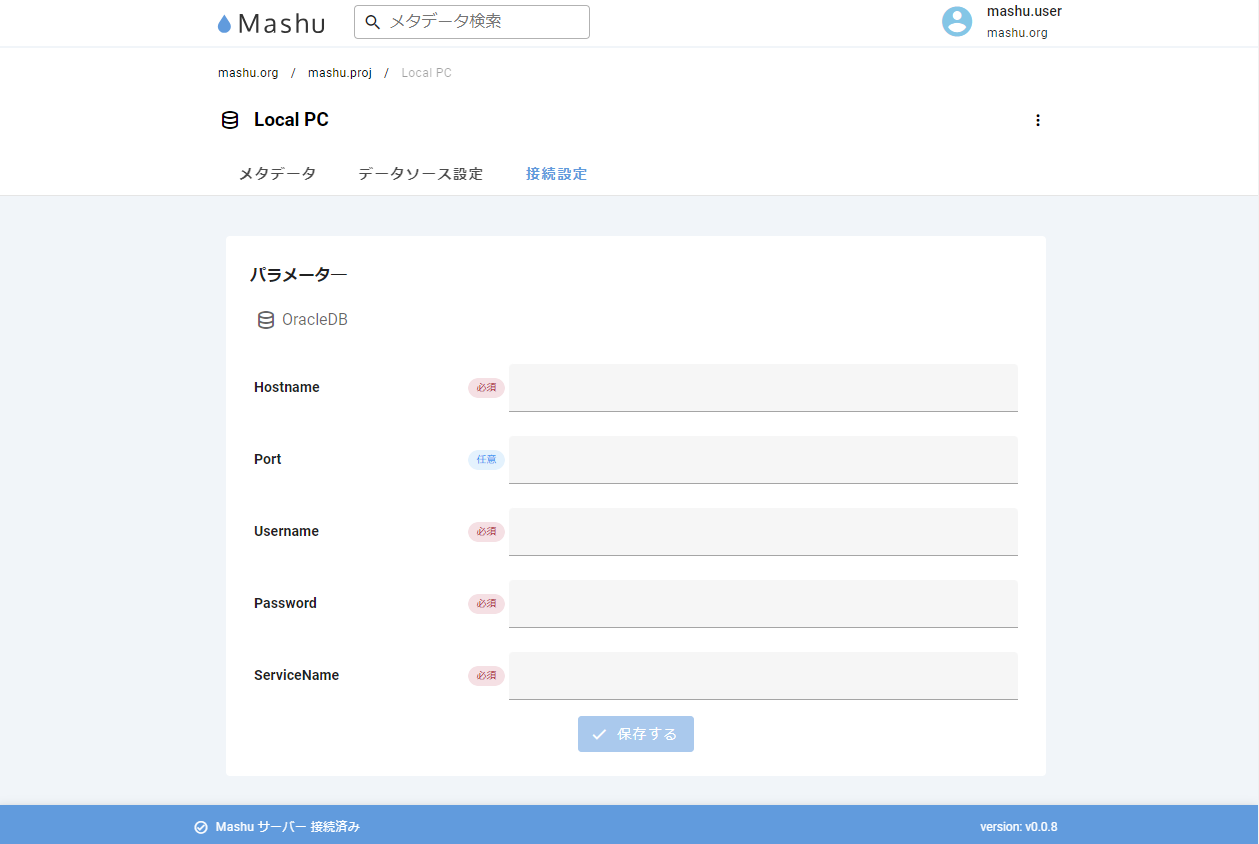 Mashu
メタデータ検索
mashu.user
mashu.org
mashu.org / mashu.proj / Local PC
Local PC
メタデータ データソース設定 接続設定
パラメーター
OracleDB
Hostname 必須
Port 任意
Username 必須
Password 必須
ServiceName 必須
保存する
Mashu サーバー 接続済み version: v0.0.8